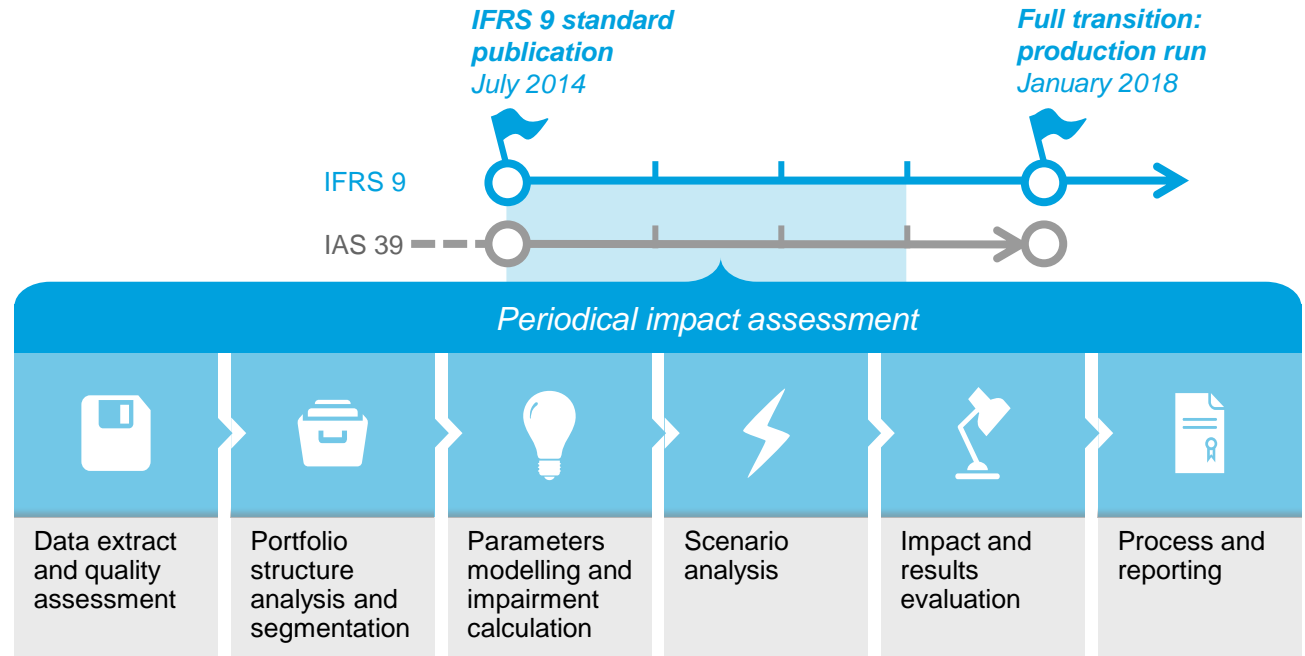 IFRS 9 standard
publication
July 2014
Full transition:
production run
January 2018
IFRS 9
IAS 39
Periodical impact assessment
Data extract
and quality
assessment
Portfolio
structure
analysis and
segmentation
Parameters
modelling and
impairment
calculation
Scenario
analysis
Impact and
results
evaluation
Process and
reporting